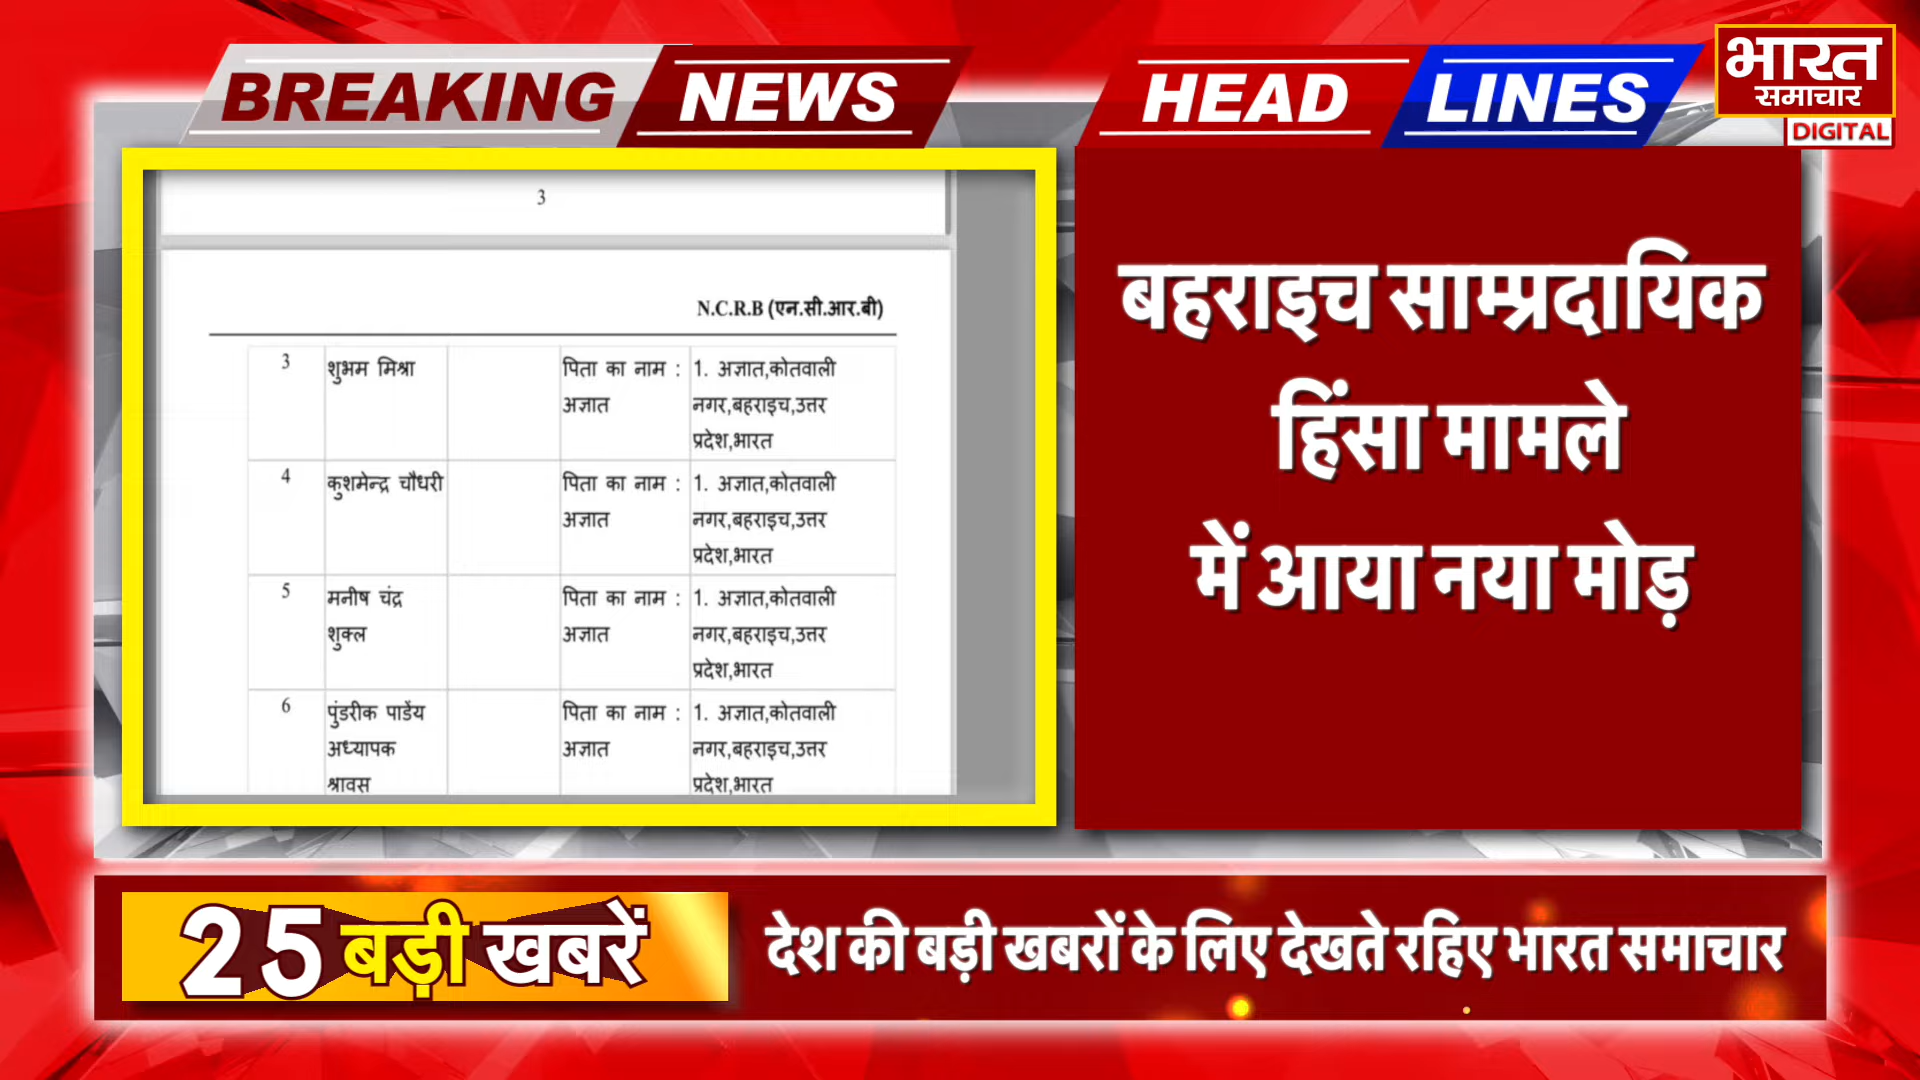 BREAKING NEWS
HEAD LINES
भारत
समाचार
DIGITAL
3
N.C.R.B (एन.सी.आर.बी)
3 शुभम मिश्रा पिता का नाम : 1. अज्ञात,कोतवाली
अज्ञात नगर,बहराइच,उत्तर
प्रदेश,भारत
4 कुशमेन्द्र चौधरी पिता का नाम : 1. अज्ञात,कोतवाली
अज्ञात नगर,बहराइच,उत्तर
प्रदेश,भारत
5 मनीष चंद्र पिता का नाम : 1. अज्ञात,कोतवाली
शुक्ल अज्ञात नगर,बहराइच,उत्तर
प्रदेश,भारत
6 पुंडरीक पाडेंय पिता का नाम : 1. अज्ञात,कोतवाली
अध्यापक अज्ञात नगर,बहराइच,उत्तर
श्रावस प्रदेश,भारत
बहराइच साम्प्रदायिक
हिंसा मामले
में आया नया मोड़
25 बड़ी खबरें
देश की बड़ी खबरों के लिए देखते रहिए भारत समाचार